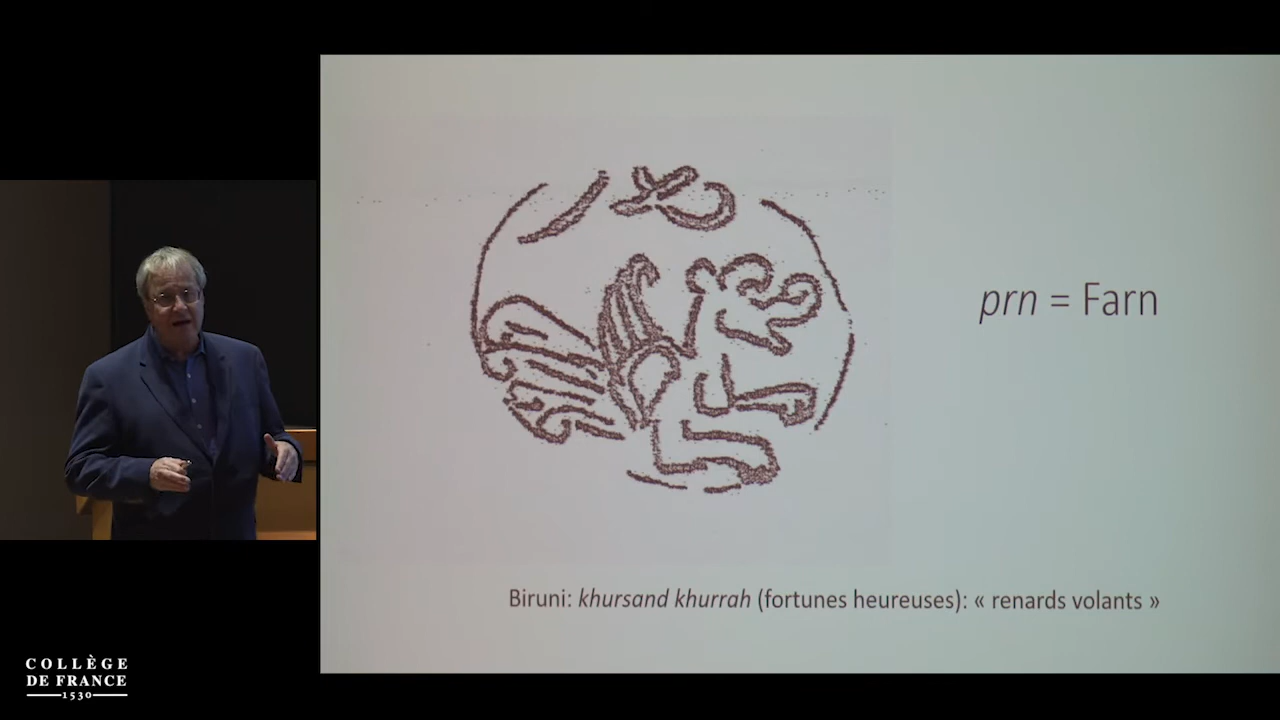 prn = Farn
Biruni: khursand khurrah (fortunes heureuses): « renards volants »
COLLÈGE
DE FRANCE
1530